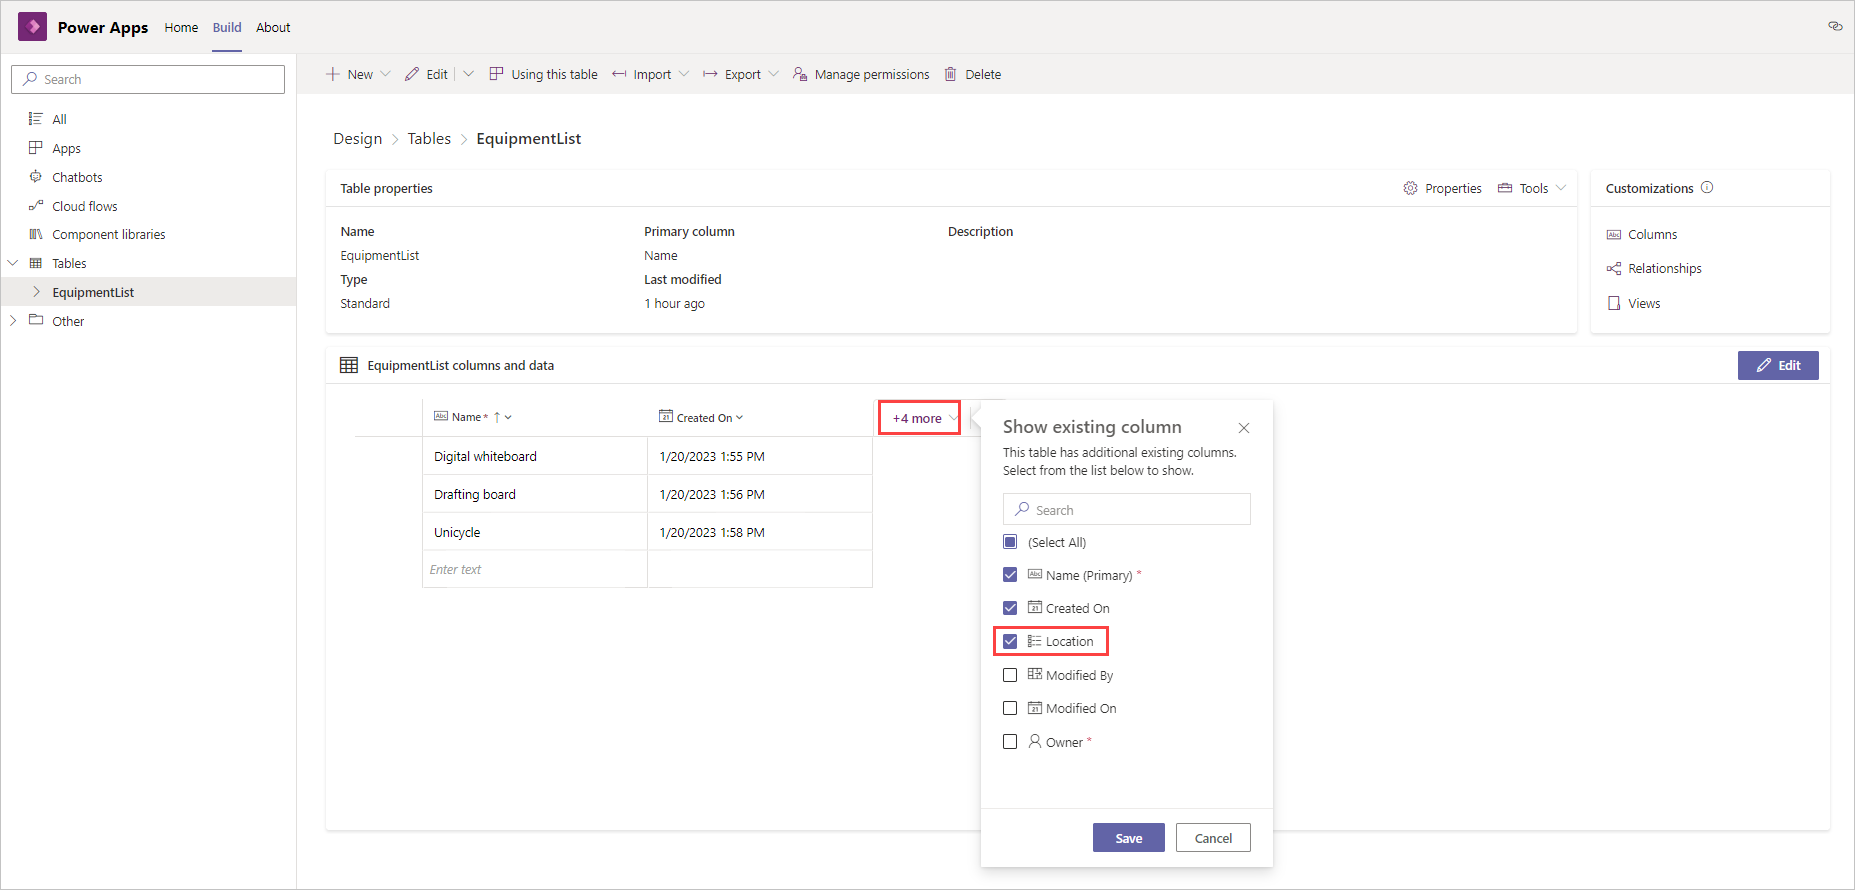 Power Apps Home Build About
Search
New Edit Using this table Import Export Manage permissions Delete
All
Apps
Chatbots
Cloud flows
Component libraries
Tables
EquipmentList
Other
Design > Tables > EquipmentList
Table properties Properties Tools
Name Primary column Description
EquipmentList Name
Type Last modified
Standard 1 hour ago
Customizations
Columns
Relationships
Views
EquipmentList columns and data Edit
Abc Name * ↑ 21 Created On +4 more
Digital whiteboard 1/20/2023 1:55 PM
Drafting board 1/20/2023 1:56 PM
Unicycle 1/20/2023 1:58 PM
Enter text
Show existing column
This table has additional existing columns.
Select from the list below to show.
Search
(Select All)
Abc Name (Primary) *
21 Created On
Location
Modified By
21 Modified On
Owner *
Save Cancel